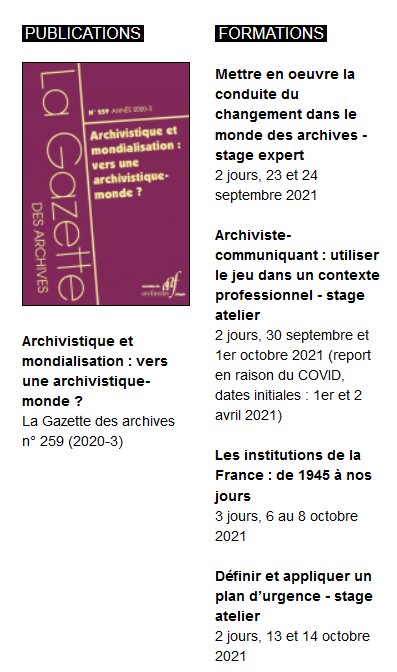 PUBLICATIONS
La Gazette
DES ARCHIVES
N° 259 ANNÉE 2020-3
Archivistique et
mondialisation :
vers une
archivistique-
monde ?
Archivistique et
mondialisation : vers
une archivistique-
monde ?
La Gazette des archives
n° 259 (2020-3)
FORMATIONS
Mettre en oeuvre la
conduite du
changement dans le
monde des archives -
stage expert
2 jours, 23 et 24
septembre 2021
Archiviste-
communiquant : utiliser
le jeu dans un contexte
professionnel - stage
atelier
2 jours, 30 septembre et
1er octobre 2021 (report
en raison du COVID,
dates initiales : 1er et 2
avril 2021)
Les institutions de la
France : de 1945 à nos
jours
3 jours, 6 au 8 octobre
2021
Définir et appliquer un
plan d'urgence - stage
atelier
2 jours, 13 et 14 octobre
2021